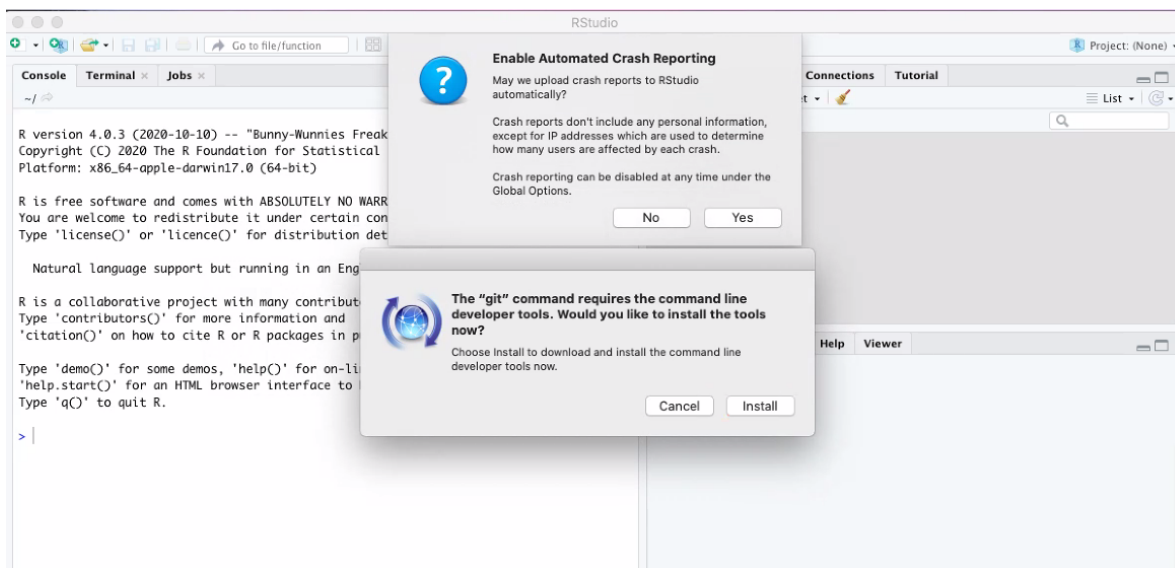 RStudio
Go to file/function
Project: (None)
Console Terminal Jobs
Connections Tutorial
~/
List
R version 4.0.3 (2020-10-10) -- "Bunny-Wunnies Freak
Copyright (C) 2020 The R Foundation for Statistical
Platform: x86_64-apple-darwin17.0 (64-bit)
R is free software and comes with ABSOLUTELY NO WARR
You are welcome to redistribute it under certain con
Type 'license()' or 'licence()' for distribution det
Natural language support but running in an Eng
R is a collaborative project with many contribut
Type 'contributors()' for more information and
'citation()' on how to cite R or R packages in p
Type 'demo()' for some demos, 'help()' for on-li
'help.start()' for an HTML browser interface to
Type 'q()' to quit R.
>
Enable Automated Crash Reporting
May we upload crash reports to RStudio
automatically?
Crash reports don't include any personal information,
except for IP addresses which are used to determine
how many users are affected by each crash.
Crash reporting can be disabled at any time under the
Global Options.
No Yes
The “git” command requires the command line
developer tools. Would you like to install the tools
now?
Choose Install to download and install the command line
developer tools now.
Cancel Install
Help Viewer